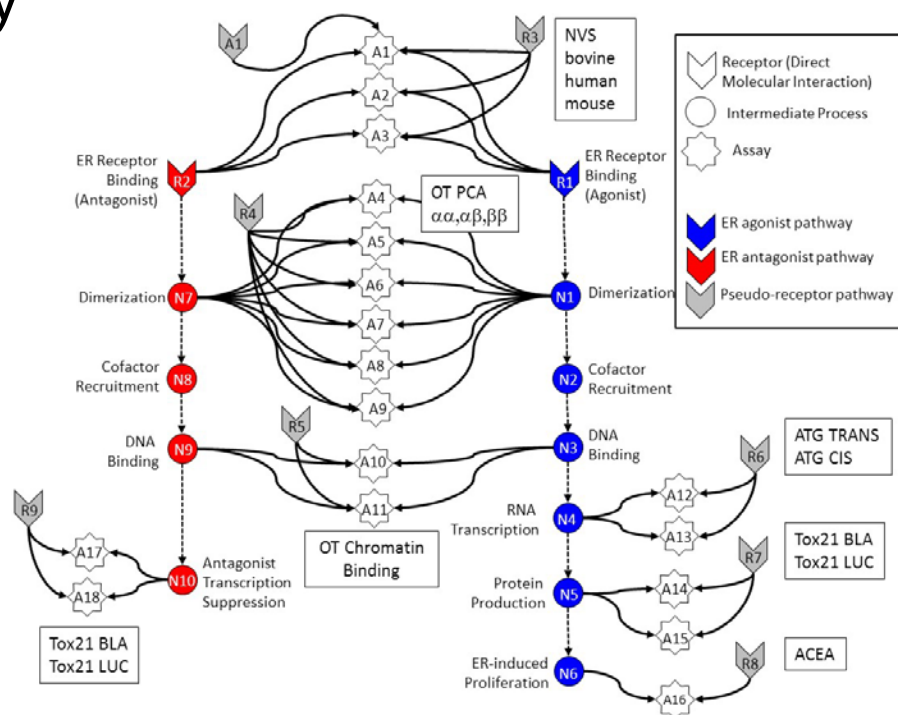 y
A1
R3
A1
NVS
bovine
human
mouse
A2
A3
ER Receptor
Binding
(Antagonist)
R2
R1
ER Receptor
Binding
(Agonist)
Receptor (Direct
Molecular Interaction)
Intermediate Process
Assay
ER agonist pathway
ER antagonist pathway
Pseudo-receptor pathway
R4
A4
OT PCA
αα,αβ,ββ
A5
A6
Dimerization
N7
N1
Dimerization
A7
A8
Cofactor
Recruitment
N8
N2
Cofactor
Recruitment
A9
R5
DNA
Binding
N9
N3
DNA
Binding
A10
A11
R6
ATG TRANS
ATG CIS
OT Chromatin
Binding
RNA
Transcription
N4
A12
A13
R9
A17
A18
N10
Antagonist
Transcription
Suppression
R7
Tox21 BLA
Tox21 LUC
Protein
Production
N5
A14
A15
Tox21 BLA
Tox21 LUC
ER-induced
Proliferation
N6
A16
R8
ACEA